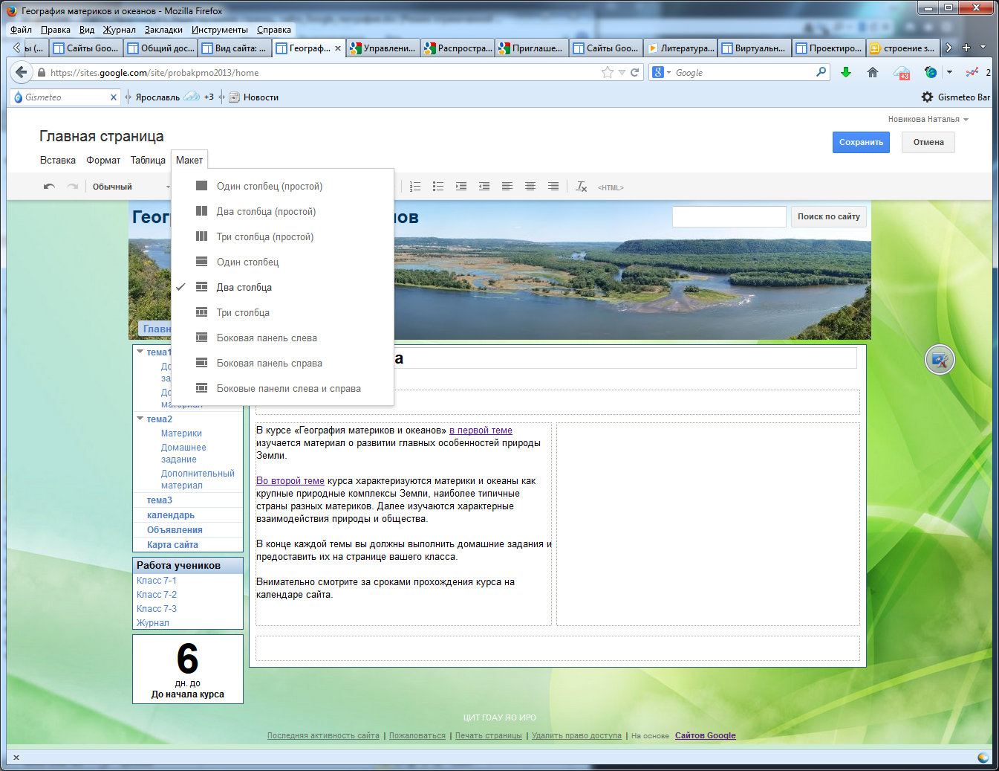 География материков и океанов - Mozilla Firefox
Файл Правка Вид Журнал Закладки Инструменты Справка
ы (... Сайты Goo... Общий дос... Вид сайта: ... Географ... Управлени... Распростра... Приглаше... Сайты Goo... Литература... Виртуальн... Проектиро... строение з...
https://sites.google.com/site/probakpmo2013/home Google +3 2
Gismeteo Ярославль +3 Новости Gismeteo Bar
Новикова Наталья
Главная страница
Сохранить Отмена
Вставка Формат Таблица Макет
Обычный <HTML>
Один столбец (простой)
Два столбца (простой)
Три столбца (простой)
Один столбец
Два столбца
Три столбца
Боковая панель слева
Боковая панель справа
Боковые панели слева и справа
Геог ов Поиск по сайту
Главн
а
тема1
До
за
До
материал
тема2
Материки
Домашнее
задание
Дополнительный
материал
тема3
календарь
Объявления
Карта сайта
Работа учеников
Класс 7-1
Класс 7-2
Класс 7-3
Журнал
6
дн. до
До начала курса
В курсе «География материков и океанов» в первой теме
изучается материал о развитии главных особенностей природы
Земли.
Во второй теме курса характеризуются материки и океаны как
крупные природные комплексы Земли, наиболее типичные
страны разных материков. Далее изучаются характерные
взаимодействия природы и общества.
В конце каждой темы вы должны выполнить домашние задания и
предоставить их на странице вашего класса.
Внимательно смотрите за сроками прохождения курса на
календаре сайта.
ЦИТ ГОАУ ЯО ИРО
Последняя активность сайта | Пожаловаться | Печать страницы | Удалить право доступа | На основе Сайтов Google